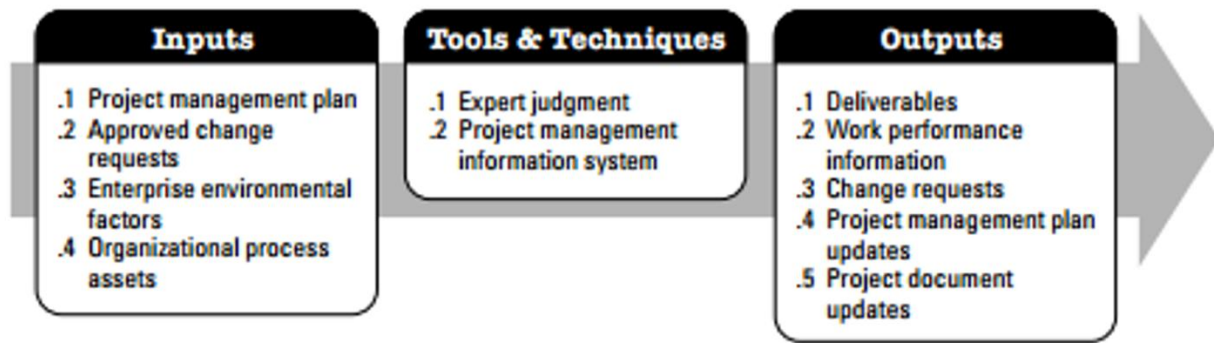 Inputs
.1 Project management plan
.2 Approved change
requests
.3 Enterprise environmental
factors
.4 Organizational process
assets
Tools & Techniques
.1 Expert judgment
.2 Project management
information system
Outputs
.1 Deliverables
.2 Work performance
information
.3 Change requests
.4 Project management plan
updates
.5 Project document
updates